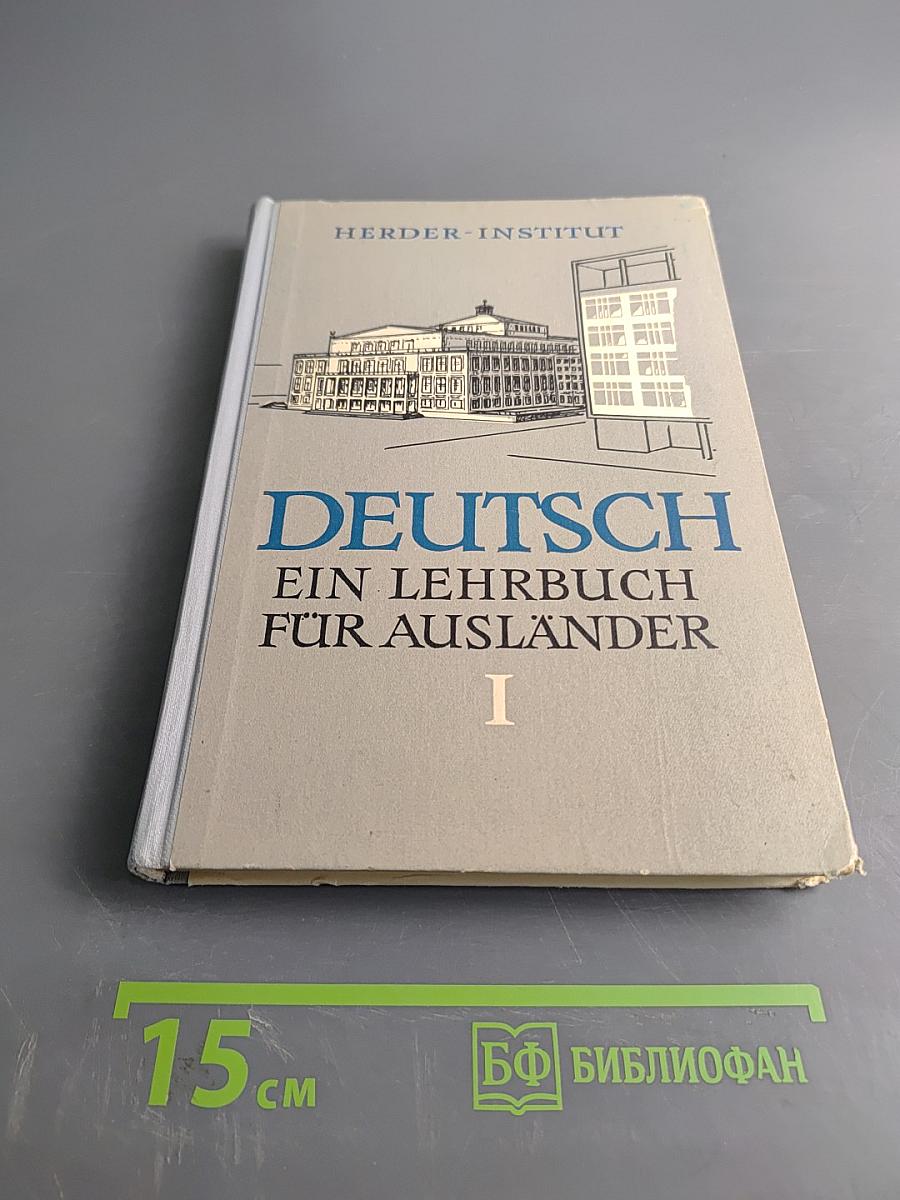 HERDER-INSTITUT
DEUTSCH
EIN LEHRBUCH
FÜR AUSLÄNDER
I
15 см
БФ БИБЛИОФАН